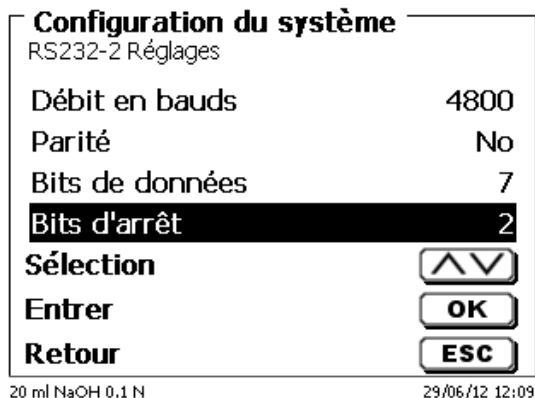 Configuration du système
RS232-2 Réglages
Débit en bauds 4800
Parité No
Bits de données 7
Bits d'arrêt 2
Sélection
Entrer OK
Retour ESC
20 ml NaOH 0.1 N 29/06/12 12:09